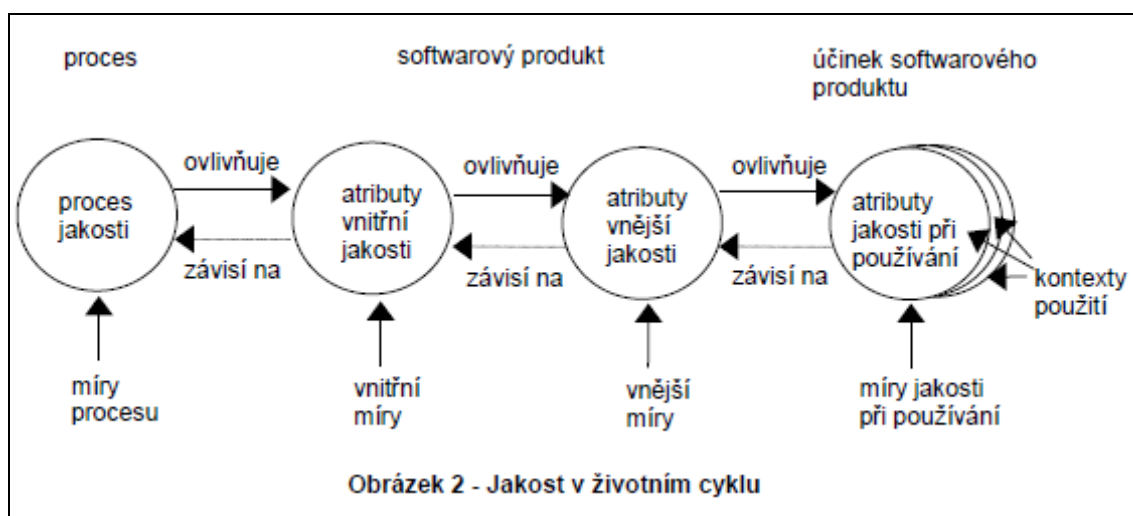 proces
softwarový produkt
účinek softwarového
produktu
ovlivňuje
ovlivňuje
ovlivňuje
proces
jakosti
atributy
vnitřní
jakosti
atributy
vnější
jakosti
atributy
jakosti při
používání
závisí na
závisí na
závisí na
kontexty
použití
míry
procesu
vnitřní
míry
vnější
míry
míry jakosti
při používání
Obrázek 2 - Jakost v životním cyklu